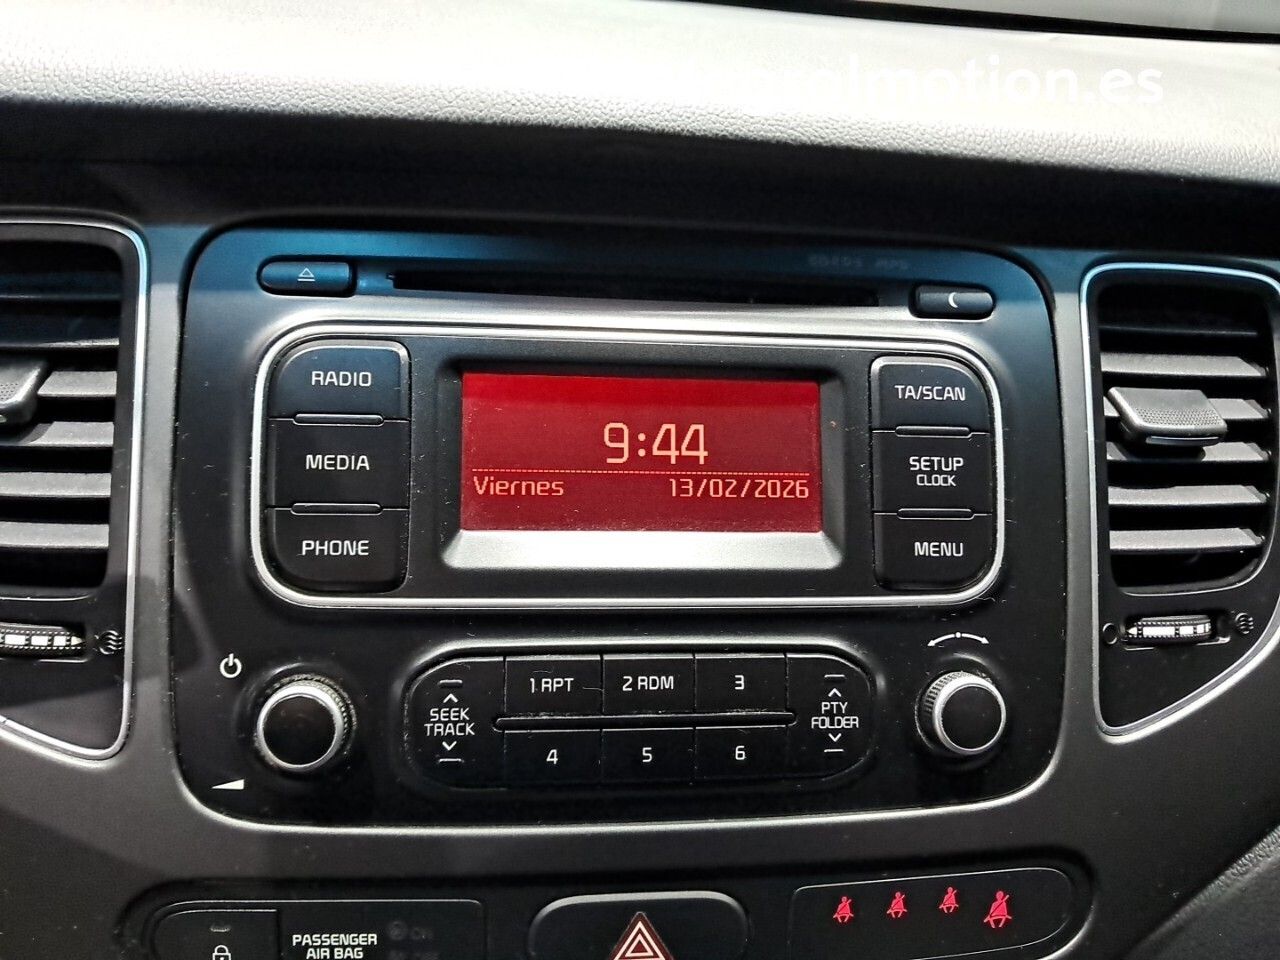 ralmotion.es
RADIO
MEDIA
PHONE
9:44
Viernes 13/02/2026
TA/SCAN
SETUP
CLOCK
MENU
SEEK
TRACK
1 RPT
2 RDM
3
4
5
6
PTY
FOLDER
PASSENGER
AIR BAG